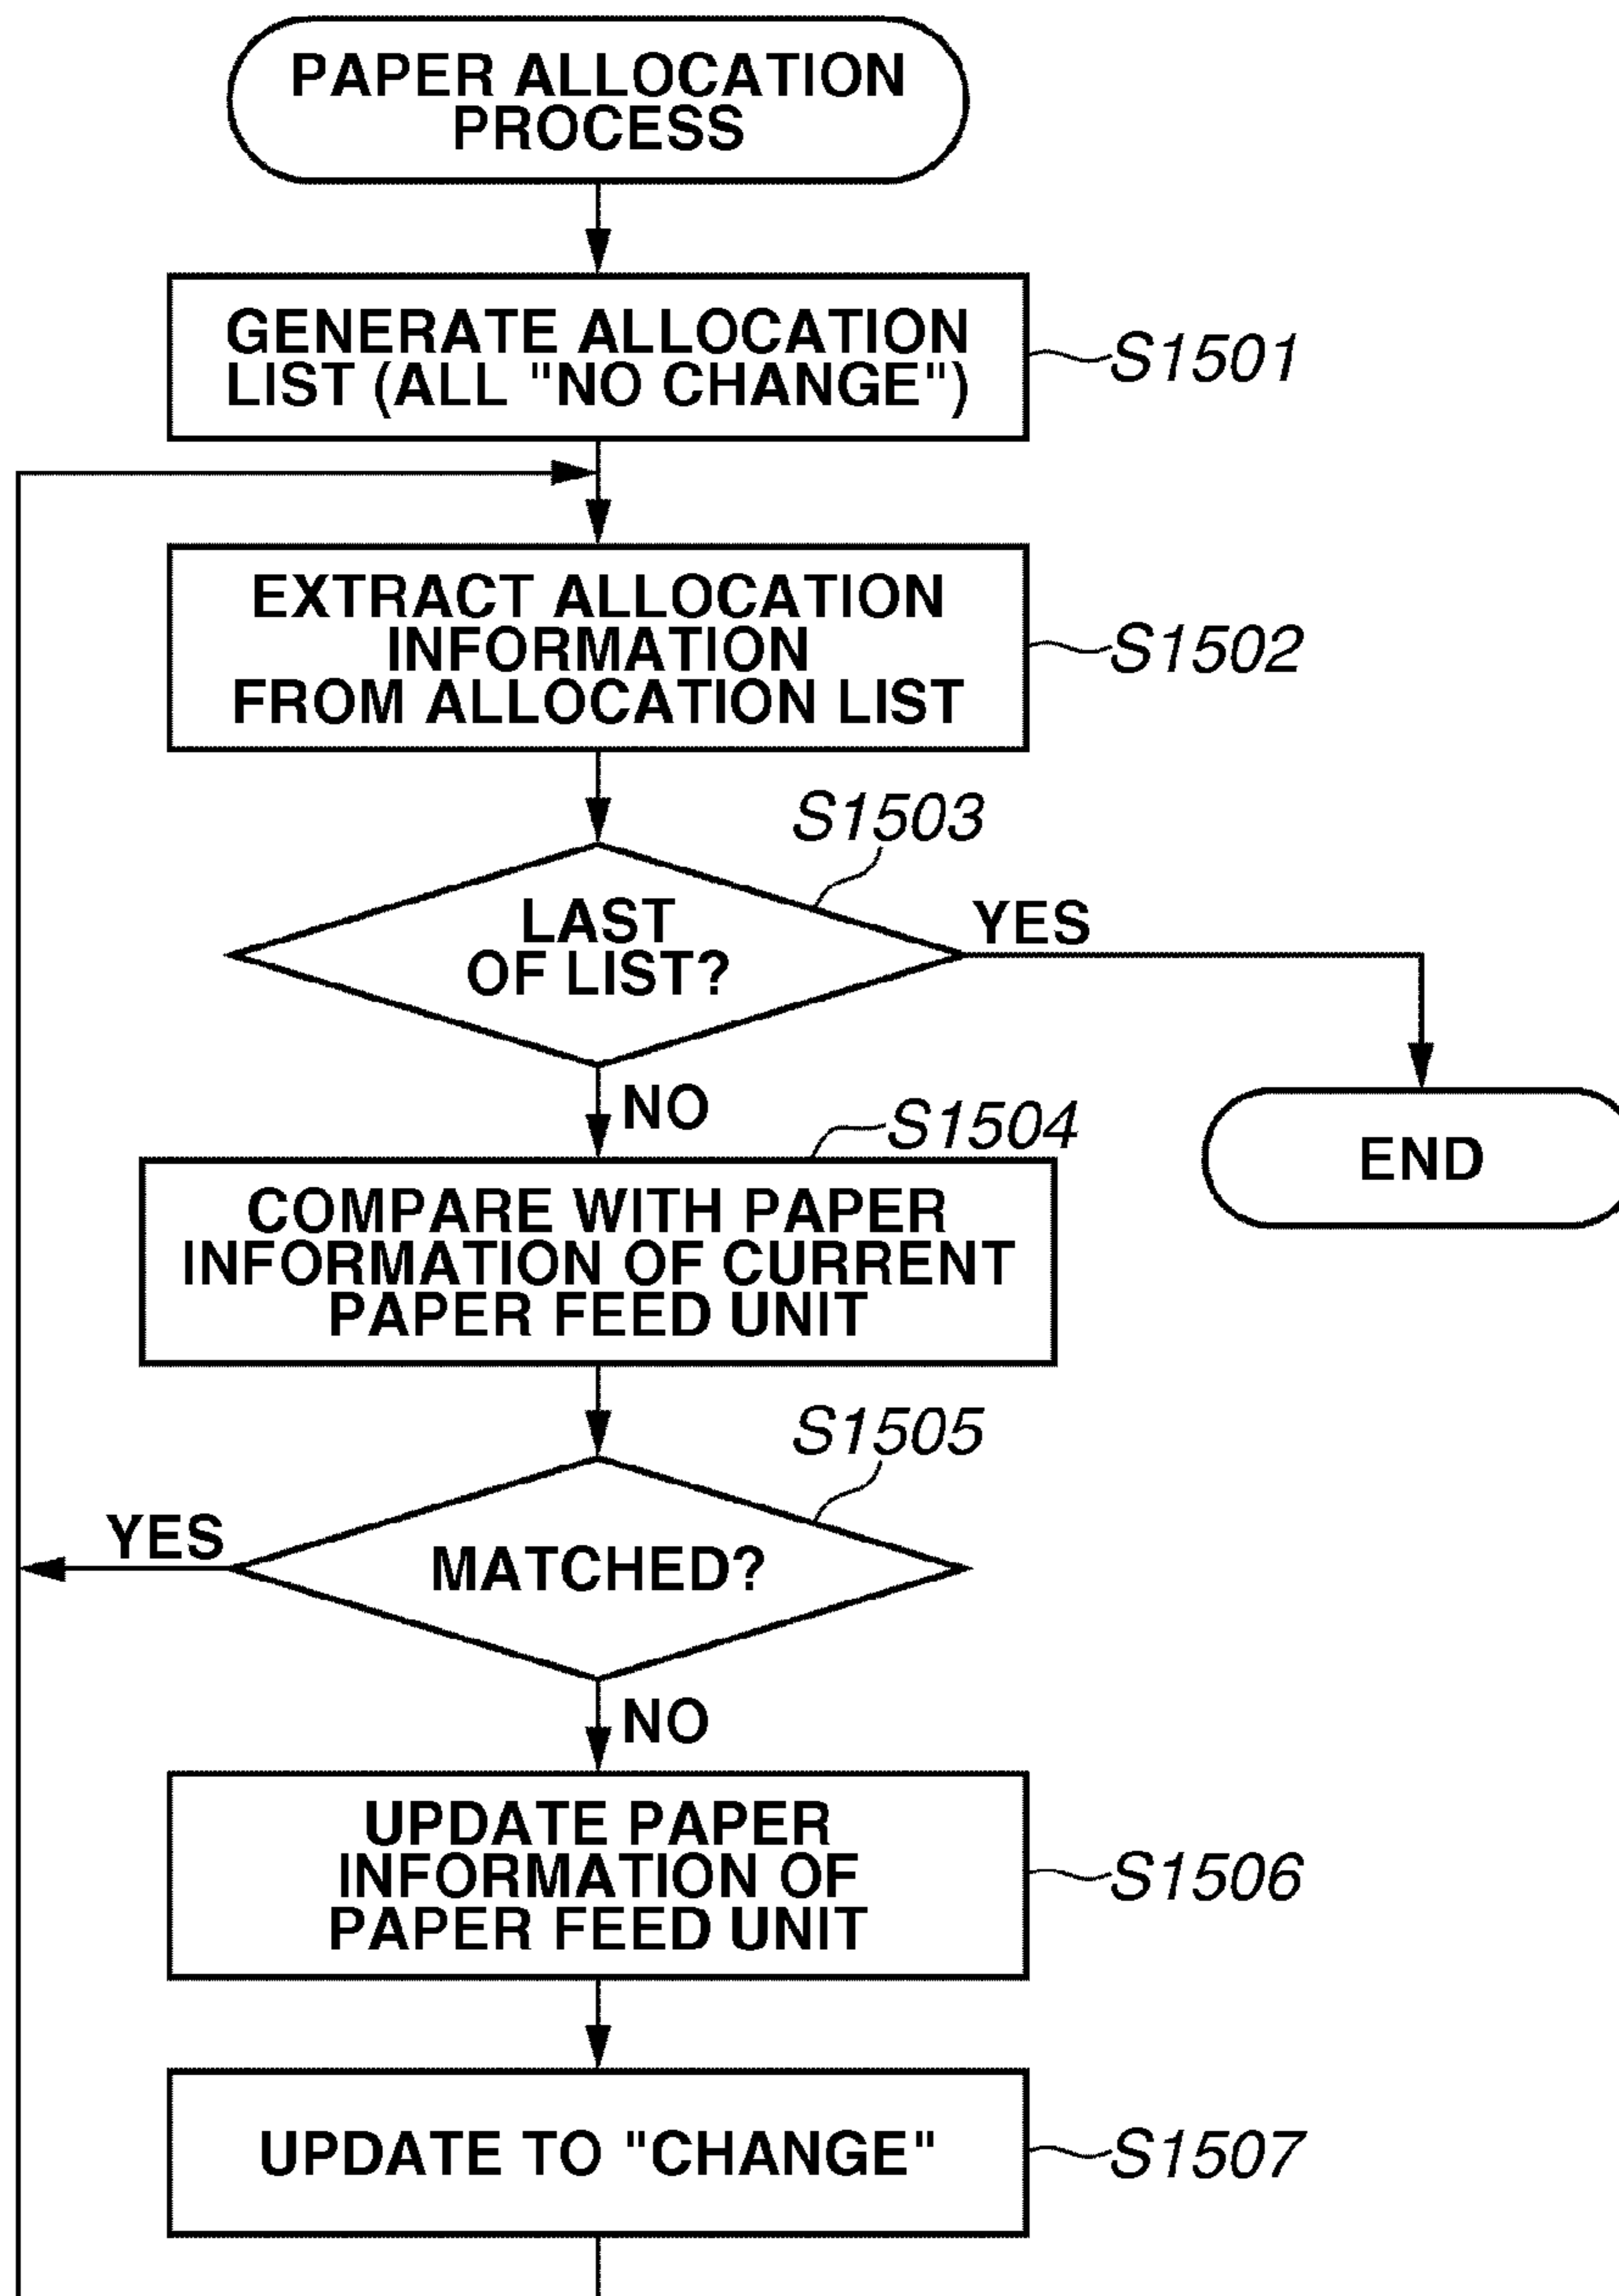 PAPER ALLOCATION
PROCESS
GENERATE ALLOCATION
LIST (ALL "NO CHANGE")
S1501
EXTRACT ALLOCATION
INFORMATION
FROM ALLOCATION LIST
S1502
S1503
LAST
OF LIST?
YES
NO
END
S1504
COMPARE WITH PAPER
INFORMATION OF CURRENT
PAPER FEED UNIT
S1505
MATCHED?
YES
NO
UPDATE PAPER
INFORMATION OF
PAPER FEED UNIT
S1506
UPDATE TO "CHANGE"
S1507